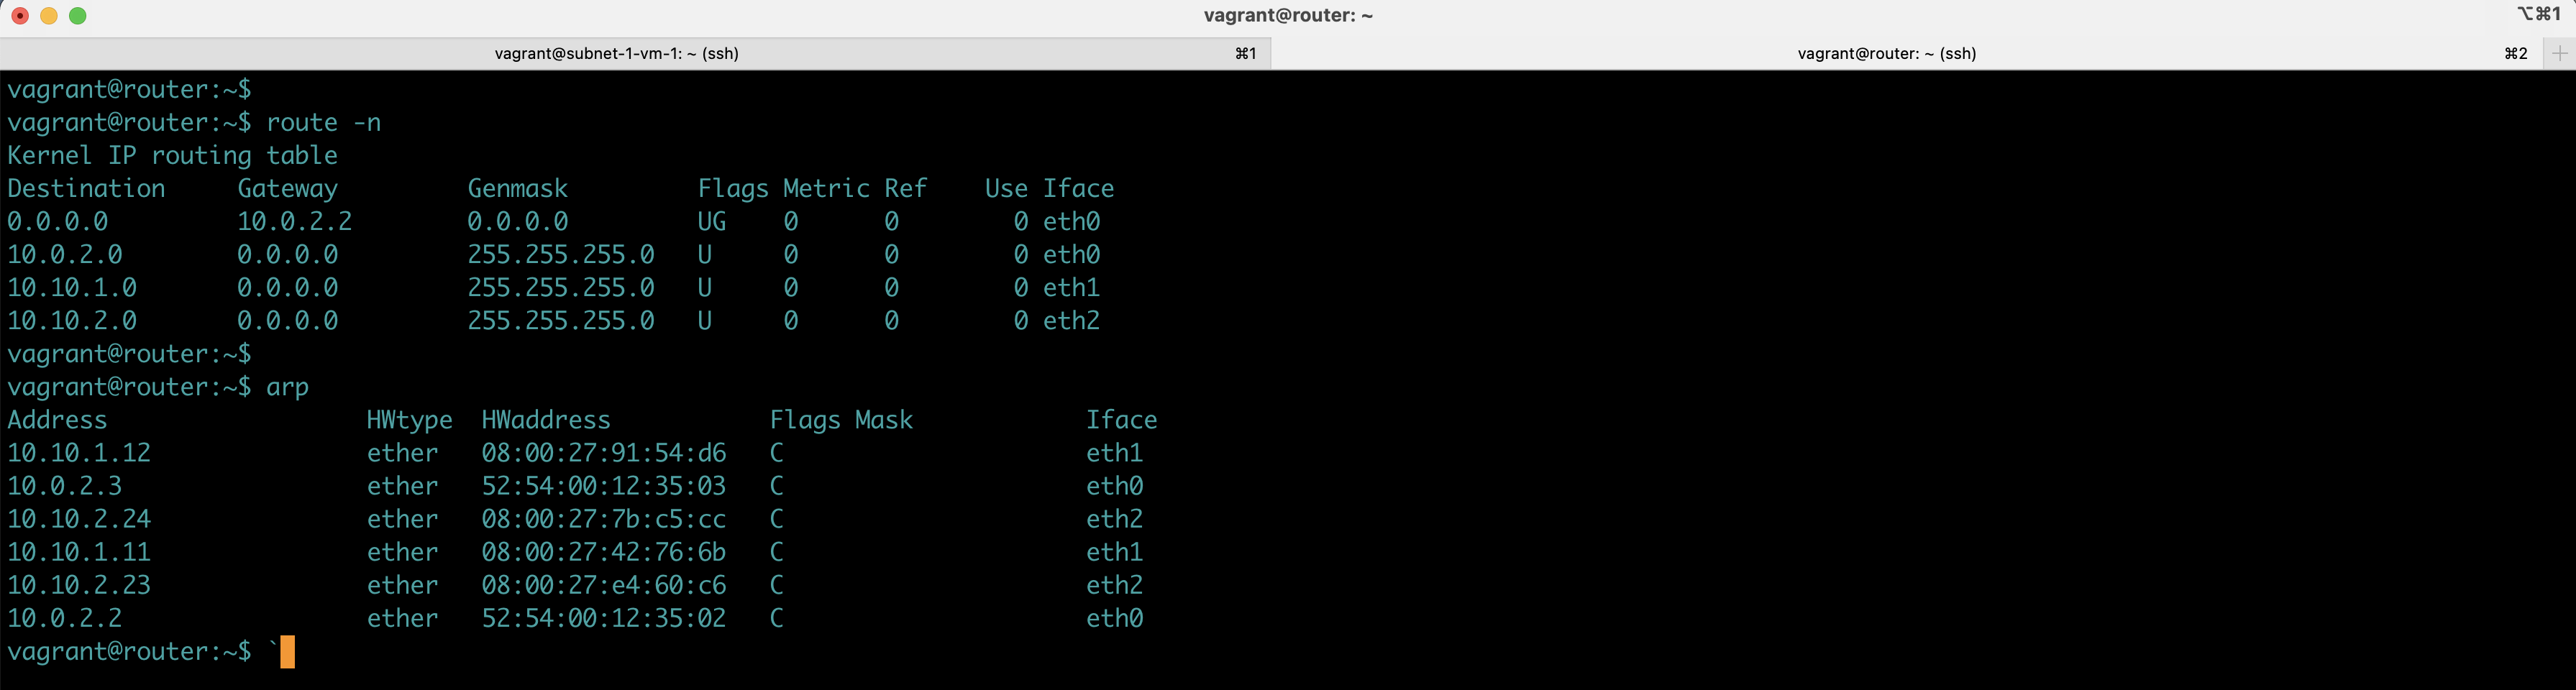 vagrant@router: ~
⌥⌘1
vagrant@subnet-1-vm-1: ~ (ssh) ⌘1
vagrant@router: ~ (ssh) ⌘2 +
vagrant@router:~$
vagrant@router:~$ route -n
Kernel IP routing table
Destination     Gateway         Genmask         Flags Metric Ref    Use Iface
0.0.0.0         10.0.2.2        0.0.0.0         UG    0      0        0 eth0
10.0.2.0        0.0.0.0         255.255.255.0   U     0      0        0 eth0
10.10.1.0       0.0.0.0         255.255.255.0   U     0      0        0 eth1
10.10.2.0       0.0.0.0         255.255.255.0   U     0      0        0 eth2
vagrant@router:~$
vagrant@router:~$ arp
Address                  HWtype  HWaddress           Flags Mask            Iface
10.10.1.12               ether   08:00:27:91:54:d6   C                     eth1
10.0.2.3                 ether   52:54:00:12:35:03   C                     eth0
10.10.2.24               ether   08:00:27:7b:c5:cc   C                     eth2
10.10.1.11               ether   08:00:27:42:76:6b   C                     eth1
10.10.2.23               ether   08:00:27:e4:60:c6   C                     eth2
10.0.2.2                 ether   52:54:00:12:35:02   C                     eth0
vagrant@router:~$ `